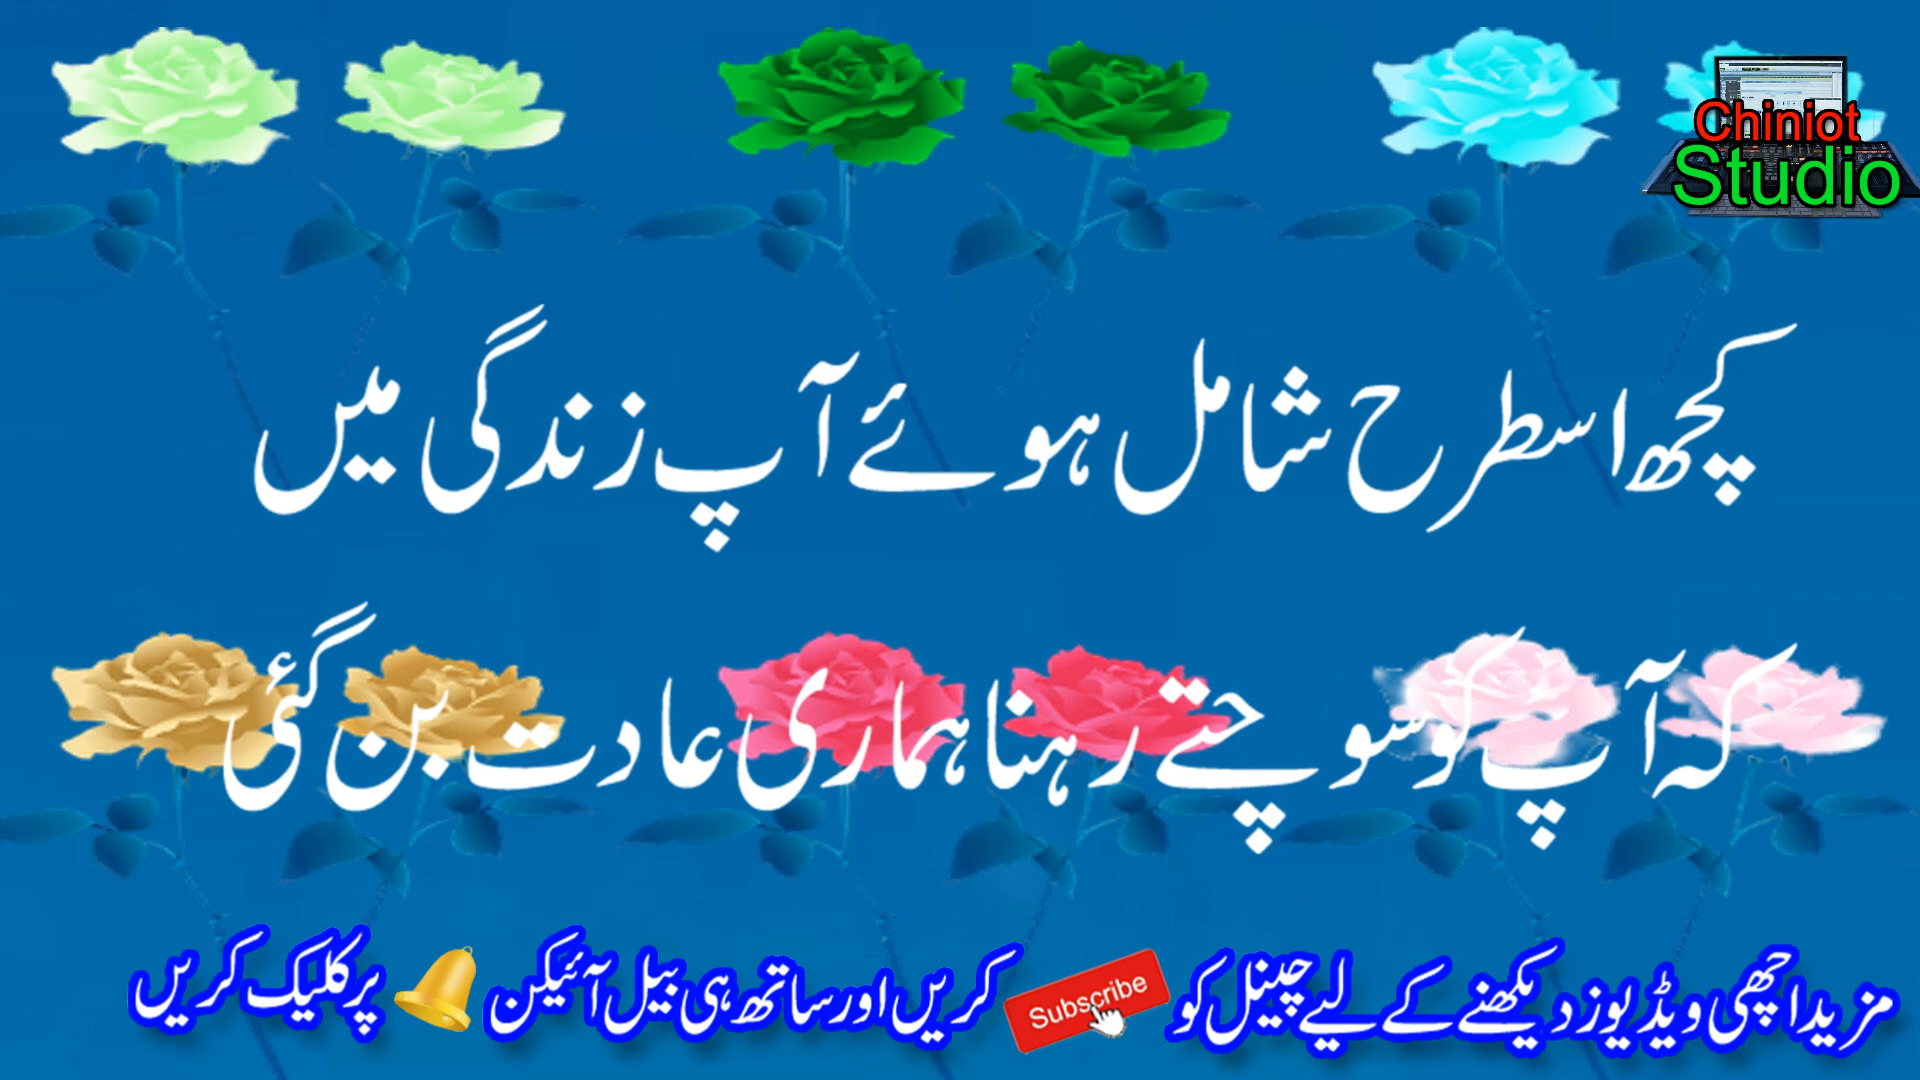 Chiniot
Studio
کچھ اسطرح شامل ہوئے آپ زندگی میں
کہ آپ کو سوچتے رہنا ہماری عادت بن گئی
مزید اچھی ویڈیوز دیکھنے کے لیے چینل کو Subscribe کریں اور ساتھ ہی بیل آئیکن پر کلیک کریں